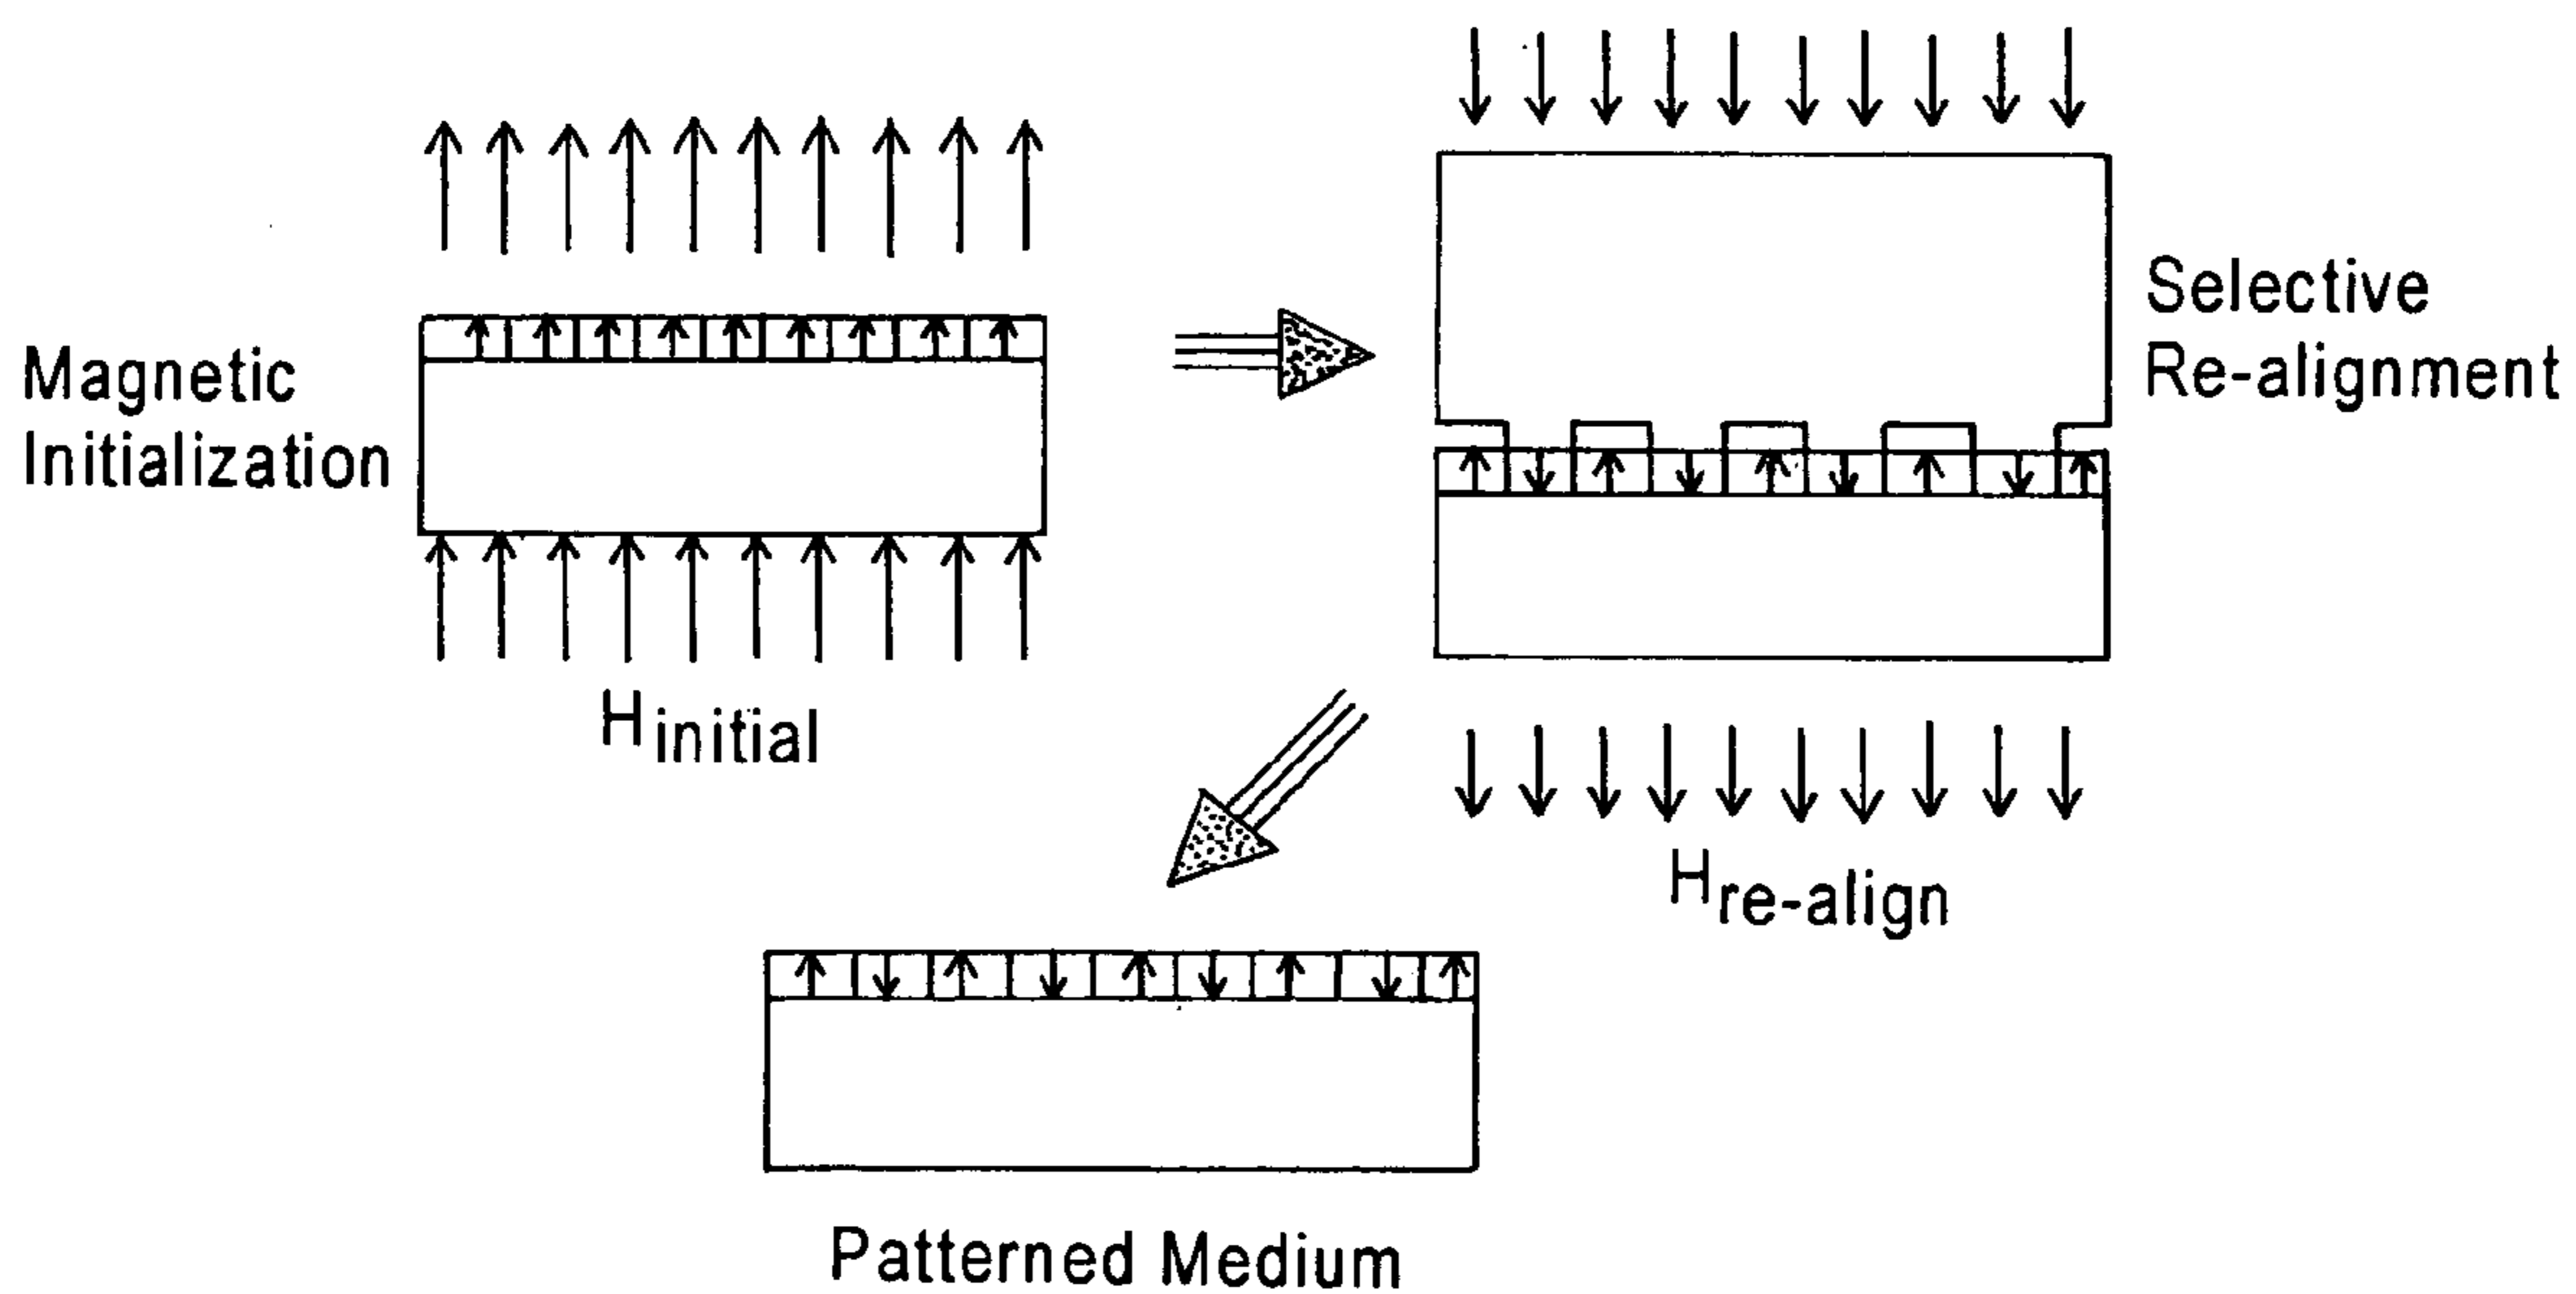 Magnetic
Initialization
Hinitial
Selective
Re-alignment
Hre-align
Patterned Medium